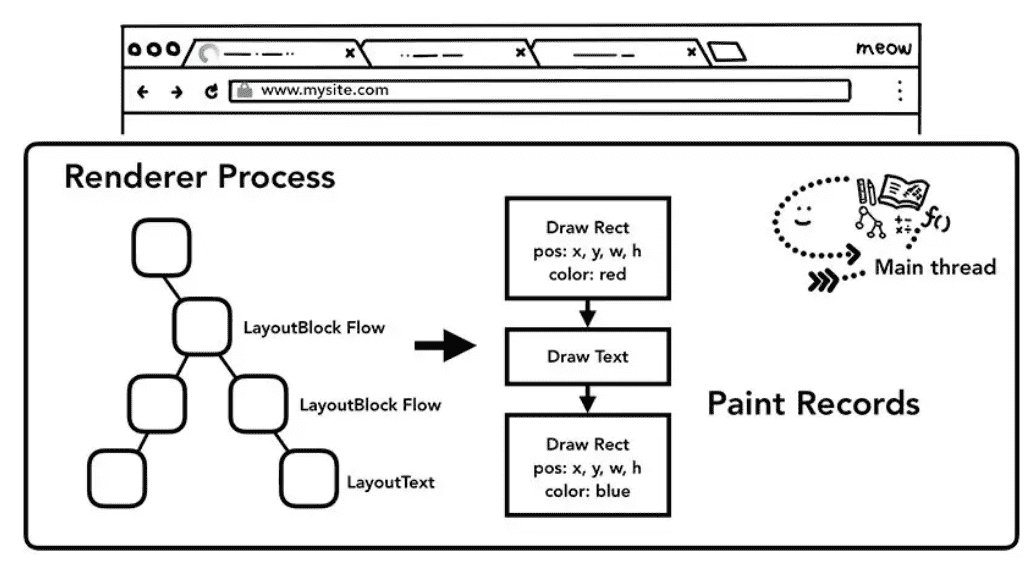 meow
www.mysite.com
Renderer Process
LayoutBlock Flow
LayoutBlock Flow
LayoutText
Draw Rect
pos: x, y, w, h
color: red
Draw Text
Draw Rect
pos: x, y, w, h
color: blue
+-
×÷
f()
Main thread
Paint Records